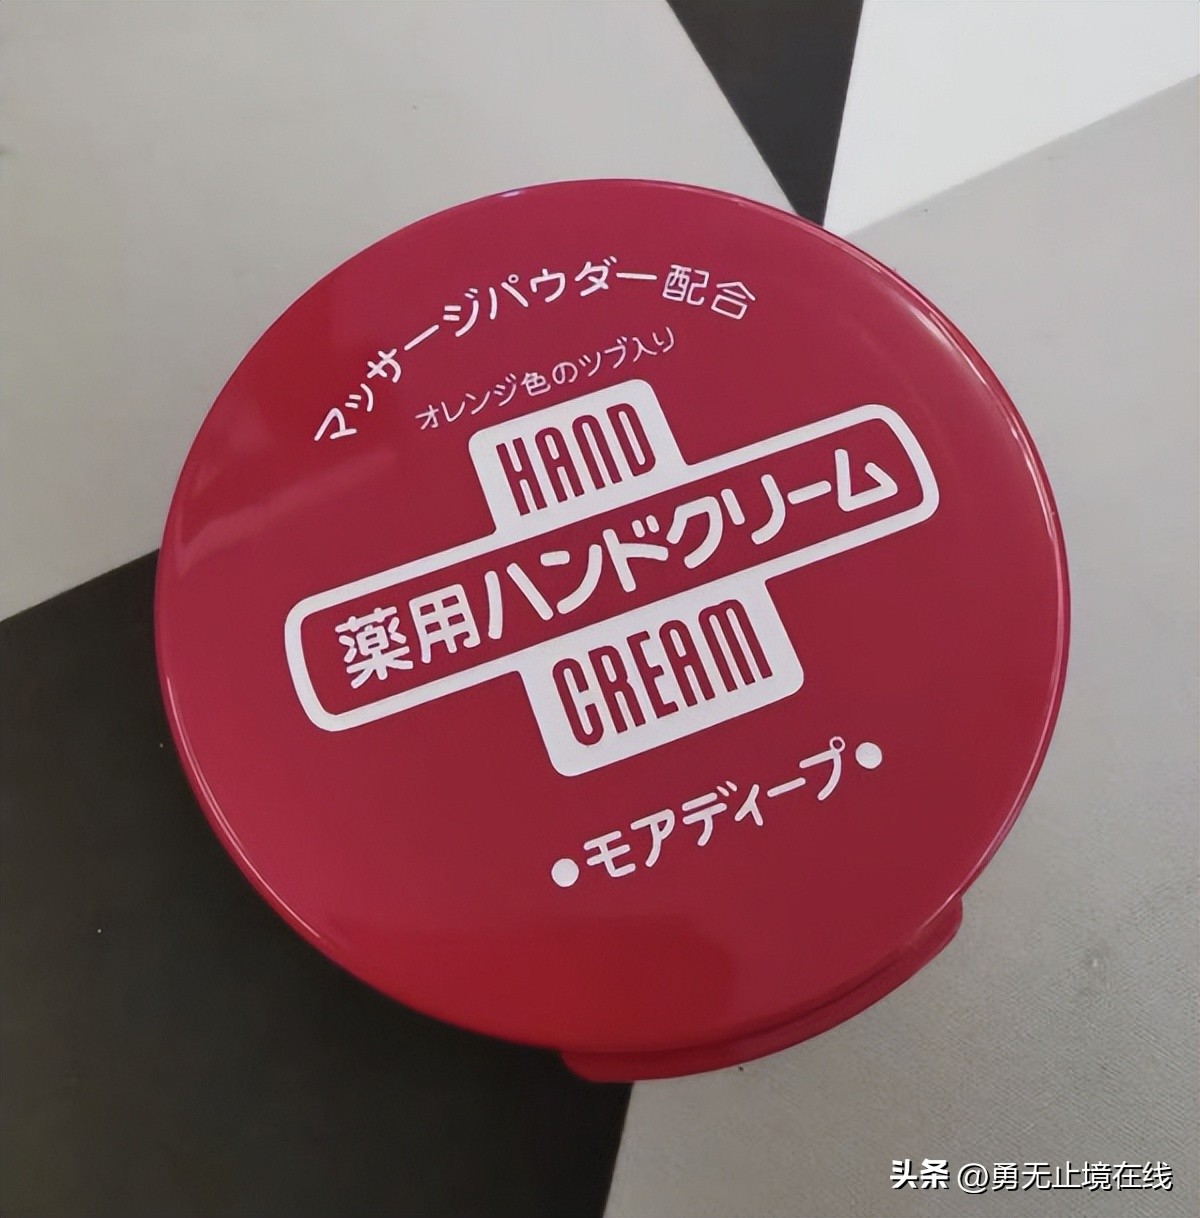 マッサージパウダー配合
オレンジ色のツブ入り
HAND
薬用ハンドクリーム
CREAM
●モアディープ●
头条 @勇无止境在线